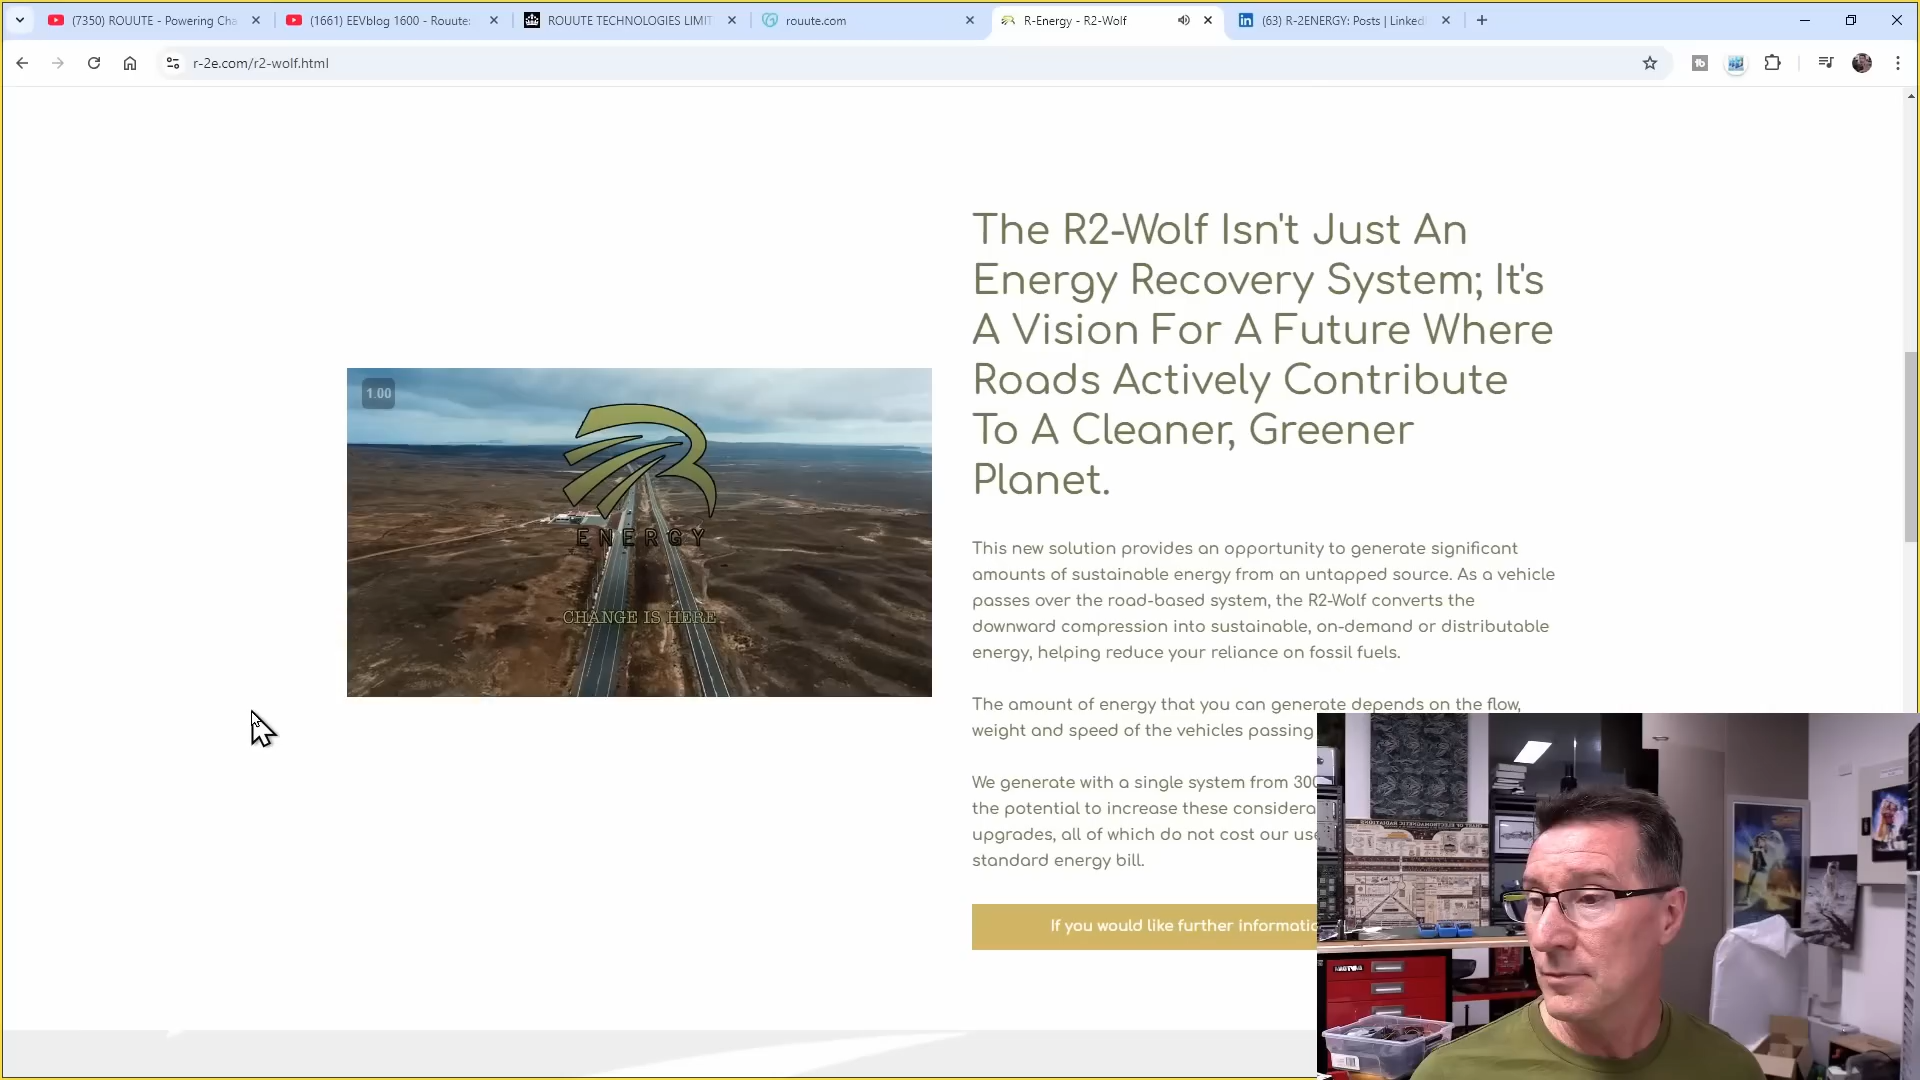 (7350) ROUUTE - Powering Cha
(1661) EEVblog 1600 - Rouute:
ROUUTE TECHNOLOGIES LIMIT
rouute.com
R-Energy - R2-Wolf
(63) R-2ENERGY: Posts | Linked
r-2e.com/r2-wolf.html
The R2-Wolf Isn't Just An
Energy Recovery System; It's
A Vision For A Future Where
Roads Actively Contribute
To A Cleaner, Greener
Planet.
1.00
ENERGY
CHANGE IS HERE
This new solution provides an opportunity to generate significant
amounts of sustainable energy from an untapped source. As a vehicle
passes over the road-based system, the R2-Wolf converts the
downward compression into sustainable, on-demand or distributable
energy, helping reduce your reliance on fossil fuels.
The amount of energy that you can generate depends on the flow,
weight and speed of the vehicles passing
We generate with a single system from 300
the potential to increase these considera
upgrades, all of which do not cost our use
standard energy bill.
If you would like further informatio